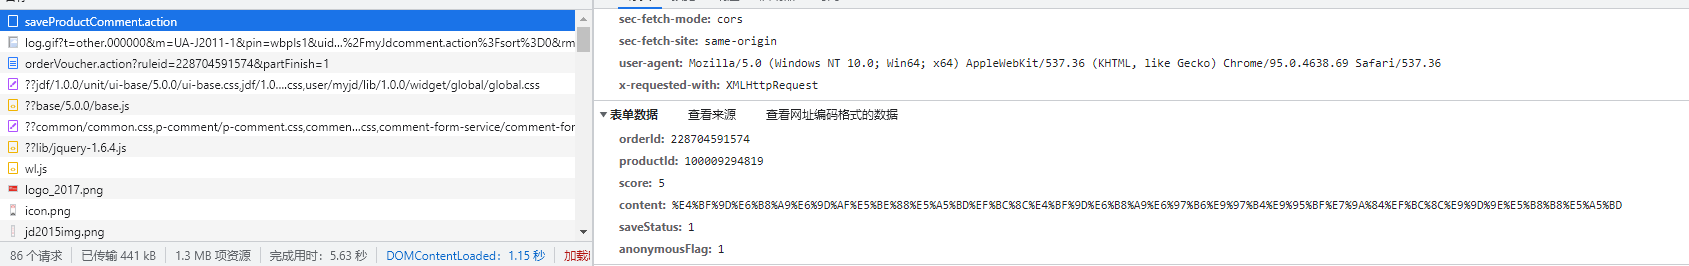 saveProductComment.action
log.gif?t=other.000000&m=UA-J2011-1&pin=wbpls1&uid...%2FmyJdcomment.action%3Fsort%3D0&rm
orderVoucher.action?ruleid=228704591574&partFinish=1
??jdf/1.0.0/unit/ui-base/5.0.0/ui-base.css,jdf/1.0....css,user/myjd/lib/1.0.0/widget/global/global.css
??base/5.0.0/base.js
??common/common.css,p-comment/p-comment.css,commen...css,comment-form-service/comment-for
??lib/jquery-1.6.4.js
wl.js
logo_2017.png
icon.png
jd2015img.png
86 个请求 已传输 441 kB 1.3 MB 项资源 完成用时：5.63 秒 DOMContentLoaded：1.15 秒
sec-fetch-mode: cors
sec-fetch-site: same-origin
user-agent: Mozilla/5.0 (Windows NT 10.0; Win64; x64) AppleWebKit/537.36 (KHTML, like Gecko) Chrome/95.0.4638.69 Safari/537.36
x-requested-with: XMLHttpRequest
表单数据 查看来源 查看网址编码格式的数据
orderId: 228704591574
productId: 100009294819
score: 5
content: %E4%BF%9D%E6%B8%A9%E6%9D%AF%E5%BE%88%E5%A5%BD%EF%BC%8C%E4%BF%9D%E6%B8%A9%E6%97%B6%E9%97%B4%E9%95%BF%E7%9A%84%EF%BC%8C%E9%9D%9E%E5%B8%B8%E5%A5%BD
saveStatus: 1
anonymousFlag: 1